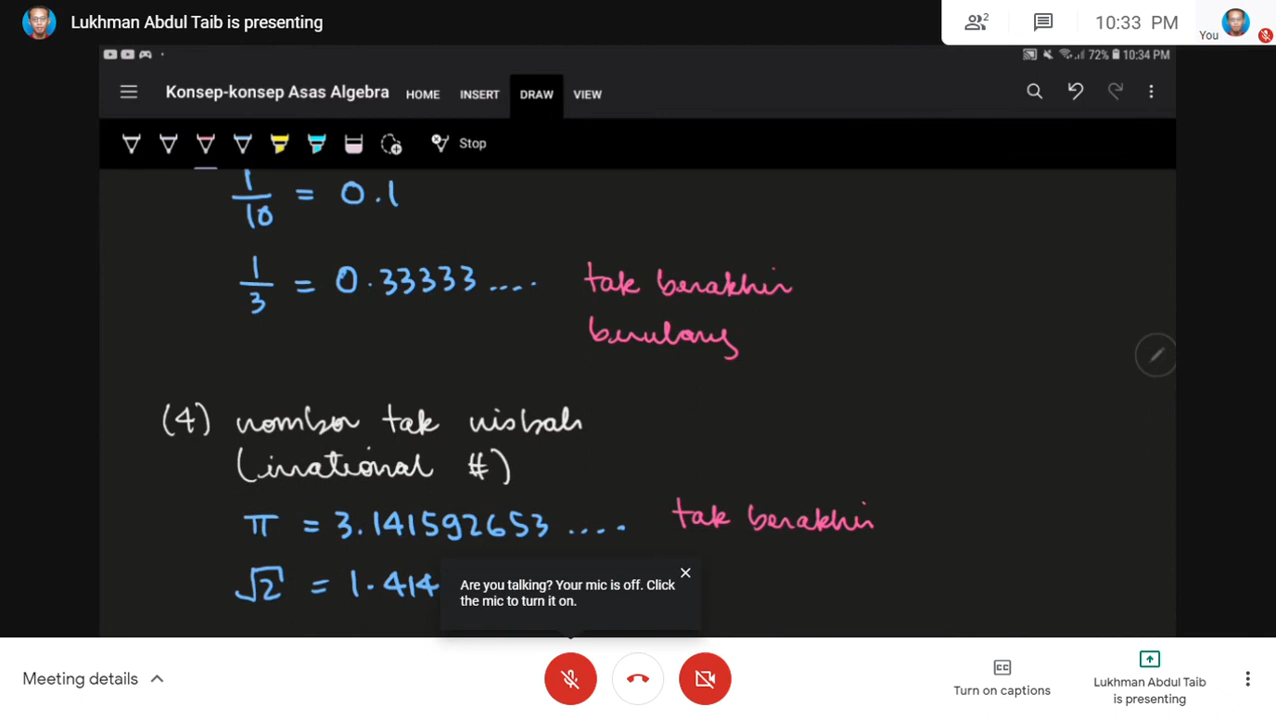 Lukhman Abdul Taib is presenting
2
10:33 PM
You
72% 10:34 PM
Konsep-konsep Asas Algebra HOME INSERT DRAW VIEW
Stop
1/10 = 0.1
1/3 = 0.33333.... tak berakhir
berulang
(4) nombor tak nisbah
(irrational #)
π = 3.141592653.... tak berakhir
√2 = 1.414
Are you talking? Your mic is off. Click
the mic to turn it on.
Meeting details
Turn on captions
Lukhman Abdul Taib
is presenting